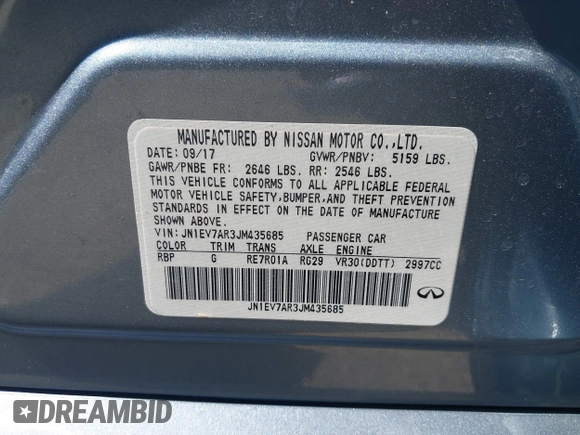 MANUFACTURED BY NISSAN MOTOR CO.,LTD.
DATE: 09/17 GVWR/PNBV: 5159 LBS.
GAWR/PNBE FR: 2646 LBS. RR: 2546 LBS.
THIS VEHICLE CONFORMS TO ALL APPLICABLE FEDERAL
MOTOR VEHICLE SAFETY,BUMPER,AND THEFT PREVENTION
STANDARDS IN EFFECT ON THE DATE OF MANUFACTURE
SHOWN ABOVE.
VIN: JN1EV7AR3JM435685 PASSENGER CAR
COLOR TRIM TRANS AXLE ENGINE
RBP G RE7R01A RG29 VR30(DDTT) 2997CC
JN1EV7AR3JM435685
DREAMBID